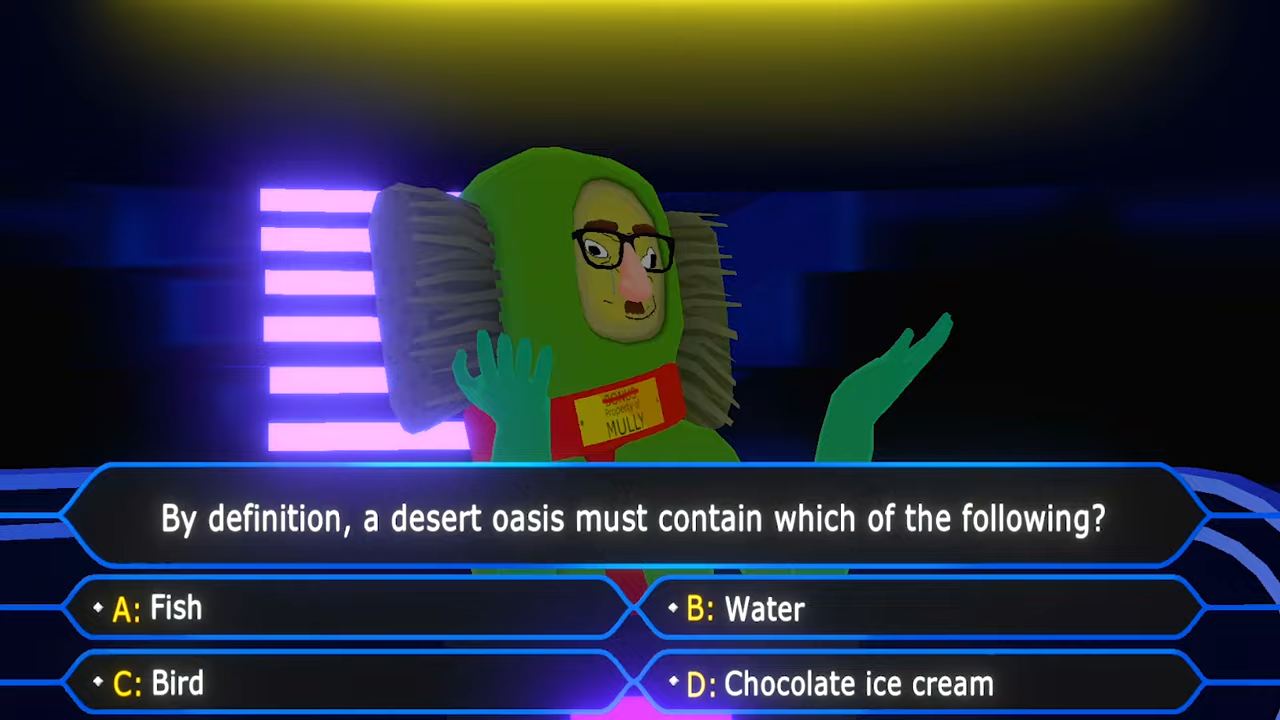 BONUS
Property of
MULLY
By definition, a desert oasis must contain which of the following?
A: Fish
B: Water
C: Bird
D: Chocolate ice cream